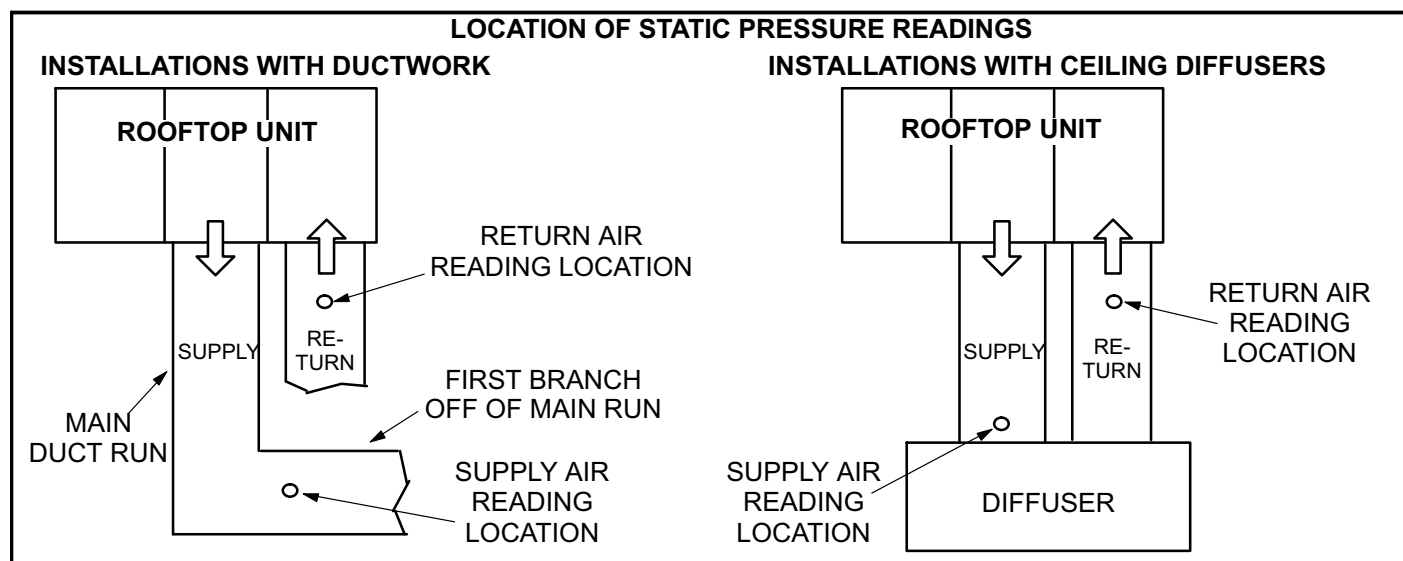 LOCATION OF STATIC PRESSURE READINGS
INSTALLATIONS WITH DUCTWORK
ROOFTOP UNIT
RETURN AIR
READING LOCATION
SUPPLY
RE-
TURN
FIRST BRANCH
OFF OF MAIN RUN
MAIN
DUCT RUN
SUPPLY AIR
READING
LOCATION
INSTALLATIONS WITH CEILING DIFFUSERS
ROOFTOP UNIT
RETURN AIR
READING
LOCATION
SUPPLY
RE-
TURN
SUPPLY AIR
READING
LOCATION
DIFFUSER